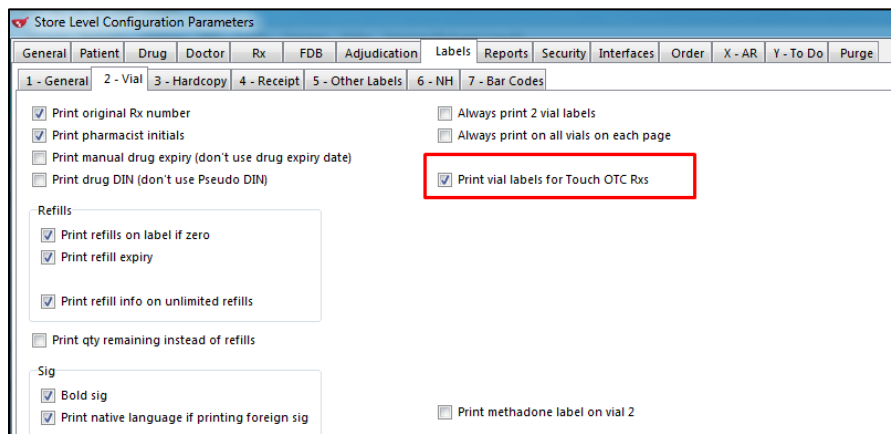 Store Level Configuration Parameters
General Patient Drug Doctor Rx FDB Adjudication Labels Reports Security Interfaces Order X - AR Y - To Do Purge
1 - General 2 - Vial 3 - Hardcopy 4 - Receipt 5 - Other Labels 6 - NH 7 - Bar Codes
Print original Rx number
Print pharmacist initials
Print manual drug expiry (don't use drug expiry date)
Print drug DIN (don't use Pseudo DIN)
Always print 2 vial labels
Always print on all vials on each page
Print vial labels for Touch OTC Rxs
Refills
Print refills on label if zero
Print refill expiry
Print refill info on unlimited refills
Print qty remaining instead of refills
Sig
Bold sig
Print native language if printing foreign sig
Print methadone label on vial 2